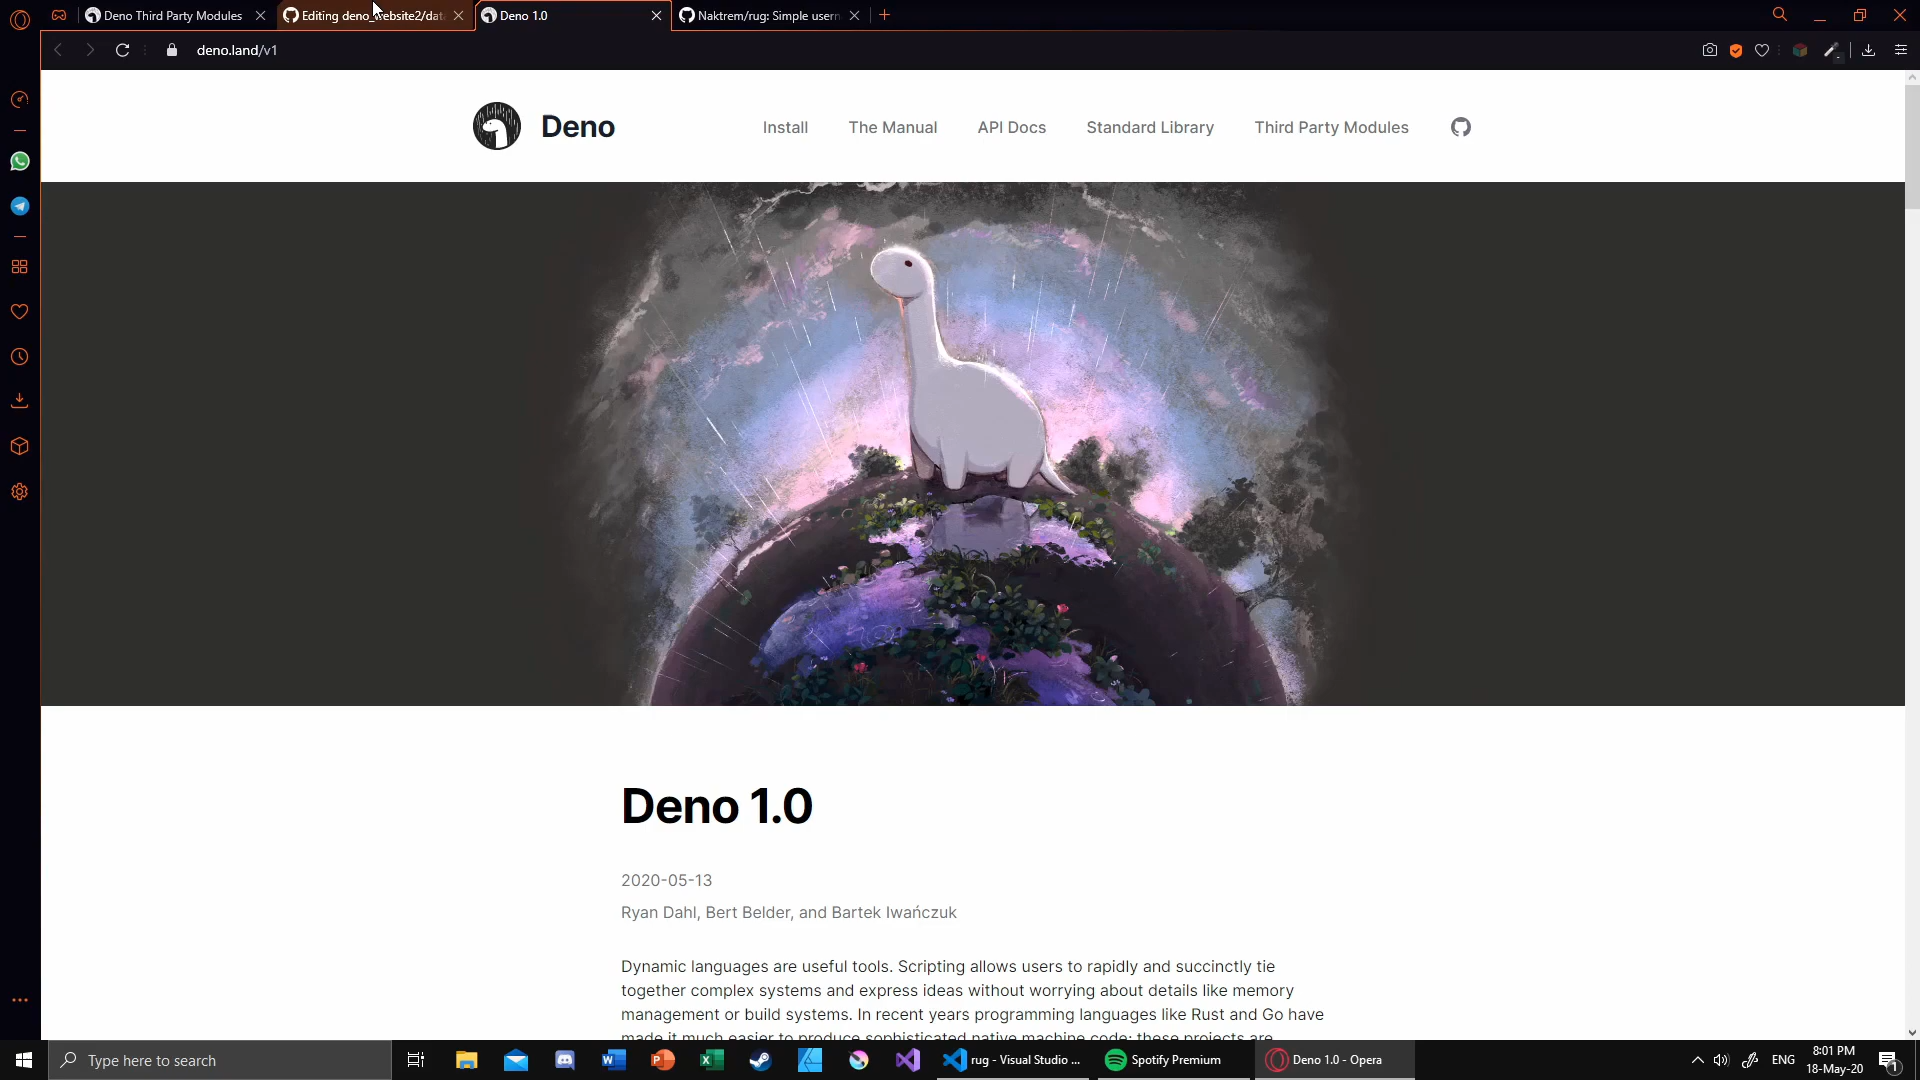 Deno Third Party Modules
Editing deno_website2/dat
Deno 1.0
Naktrem/rug: Simple usern
deno.land/v1
Deno
Install
The Manual
API Docs
Standard Library
Third Party Modules
Deno 1.0
2020-05-13
Ryan Dahl, Bert Belder, and Bartek Iwańczuk
Dynamic languages are useful tools. Scripting allows users to rapidly and succinctly tie
together complex systems and express ideas without worrying about details like memory
management or build systems. In recent years programming languages like Rust and Go have
made it much easier to produce sophisticated native machine code; these projects are
Type here to search
rug - Visual Studio ...
Spotify Premium
Deno 1.0 - Opera
ENG
8:01 PM
18-May-20
1